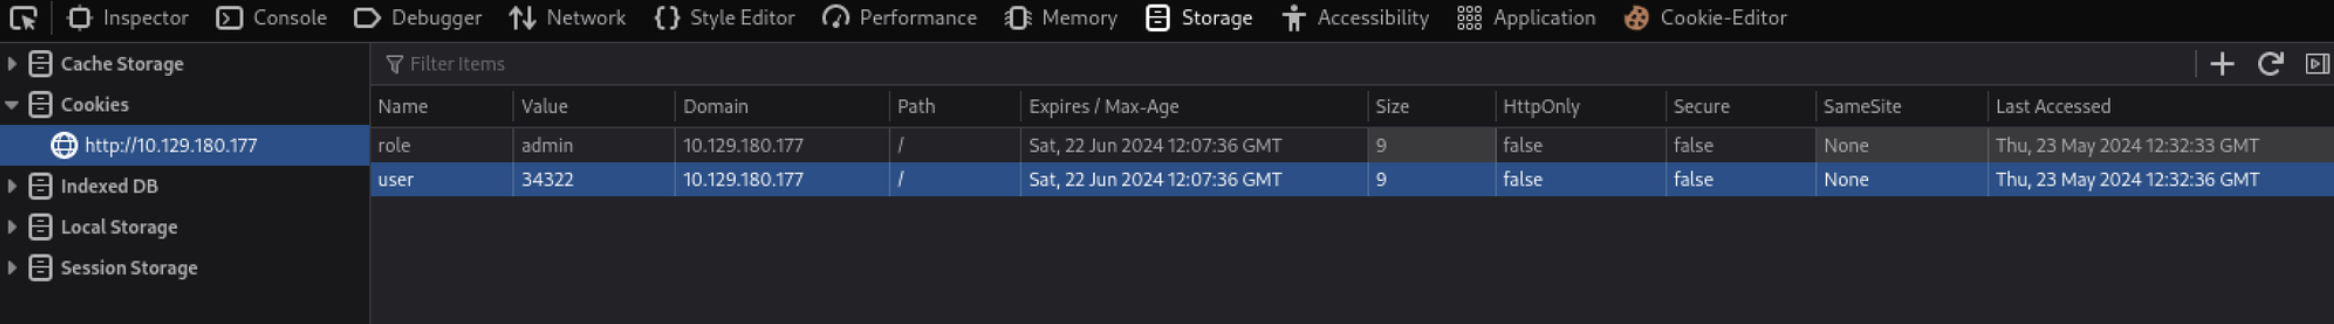 Inspector Console Debugger Network Style Editor Performance Memory Storage Accessibility Application Cookie-Editor
Cache Storage
Cookies
http://10.129.180.177
Indexed DB
Local Storage
Session Storage
Filter Items
Name Value Domain Path Expires / Max-Age Size HttpOnly Secure SameSite Last Accessed
role admin 10.129.180.177 / Sat, 22 Jun 2024 12:07:36 GMT 9 false false None Thu, 23 May 2024 12:32:33 GMT
user 34322 10.129.180.177 / Sat, 22 Jun 2024 12:07:36 GMT 9 false false None Thu, 23 May 2024 12:32:36 GMT